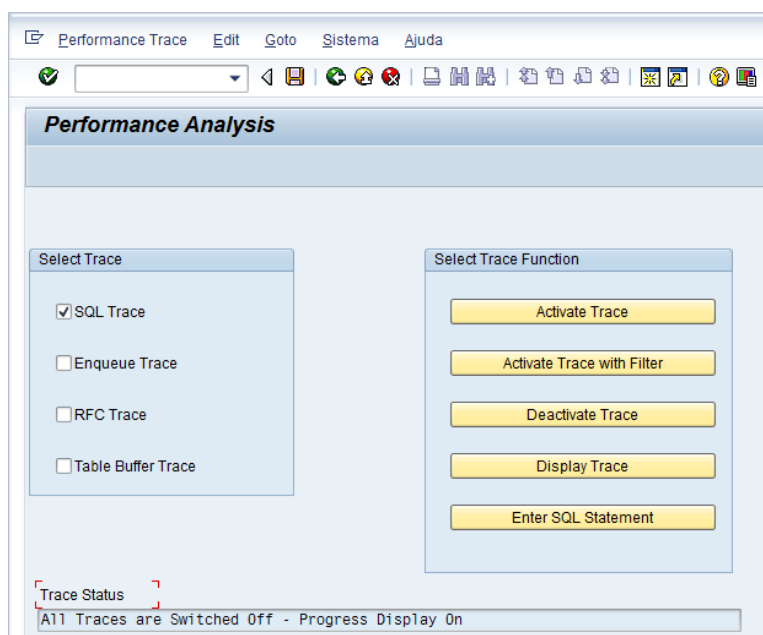 Performance Trace Edit Goto Sistema Ajuda
Performance Analysis
Select Trace
SQL Trace
Enqueue Trace
RFC Trace
Table Buffer Trace
Select Trace Function
Activate Trace
Activate Trace with Filter
Deactivate Trace
Display Trace
Enter SQL Statement
Trace Status
All Traces are Switched Off - Progress Display On